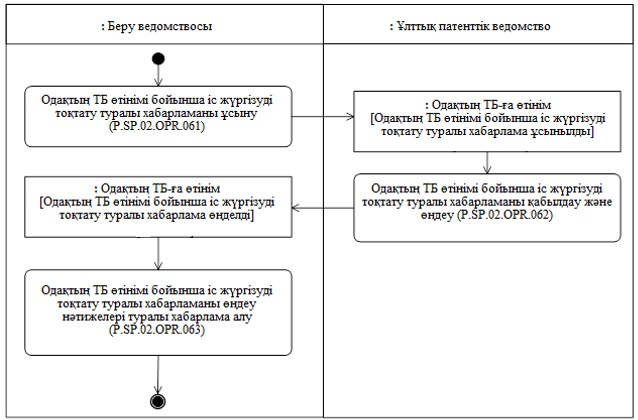 : Беру ведомствосы
: Ұлттық патенттік ведомство
Одақтың ТБ өтінімі бойынша іс жүргізуді
тоқтату туралы хабарламаны ұсыну
(P.SP.02.OPR.061)
: Одақтың ТБ-ға өтінім
[Одақтың ТБ өтінімі бойынша іс жүргізуді
тоқтату туралы хабарлама ұсынылды]
Одақтың ТБ өтінімі бойынша іс жүргізуді
тоқтату туралы хабарламаны қабылдау және
өңдеу (P.SP.02.OPR.062)
: Одақтың ТБ-ға өтінім
[Одақтың ТБ өтінімі бойынша іс жүргізуді
тоқтату туралы хабарлама өңделді]
Одақтың ТБ өтінімі бойынша іс жүргізуді
тоқтату туралы хабарламаны өңдеу
нәтижелері туралы хабарлама алу
(P.SP.02.OPR.063)